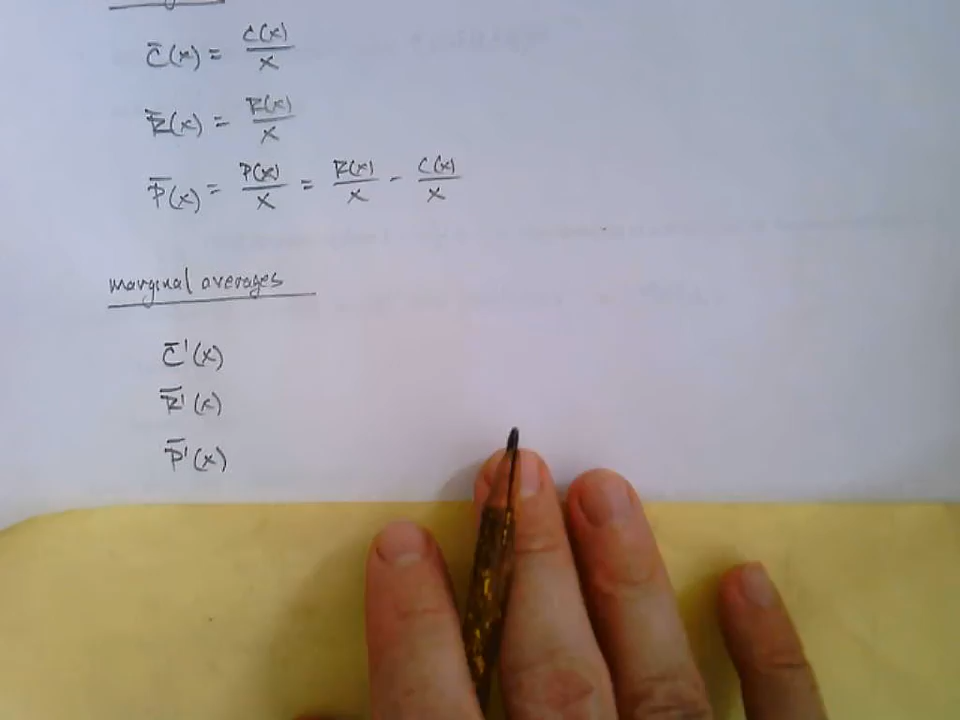 C̄(x) = C(x)/x
R̄(x) = R(x)/x
P̄(x) = P(x)/x = R(x)/x - C(x)/x
marginal averages
C̄'(x)
R̄'(x)
P̄'(x)